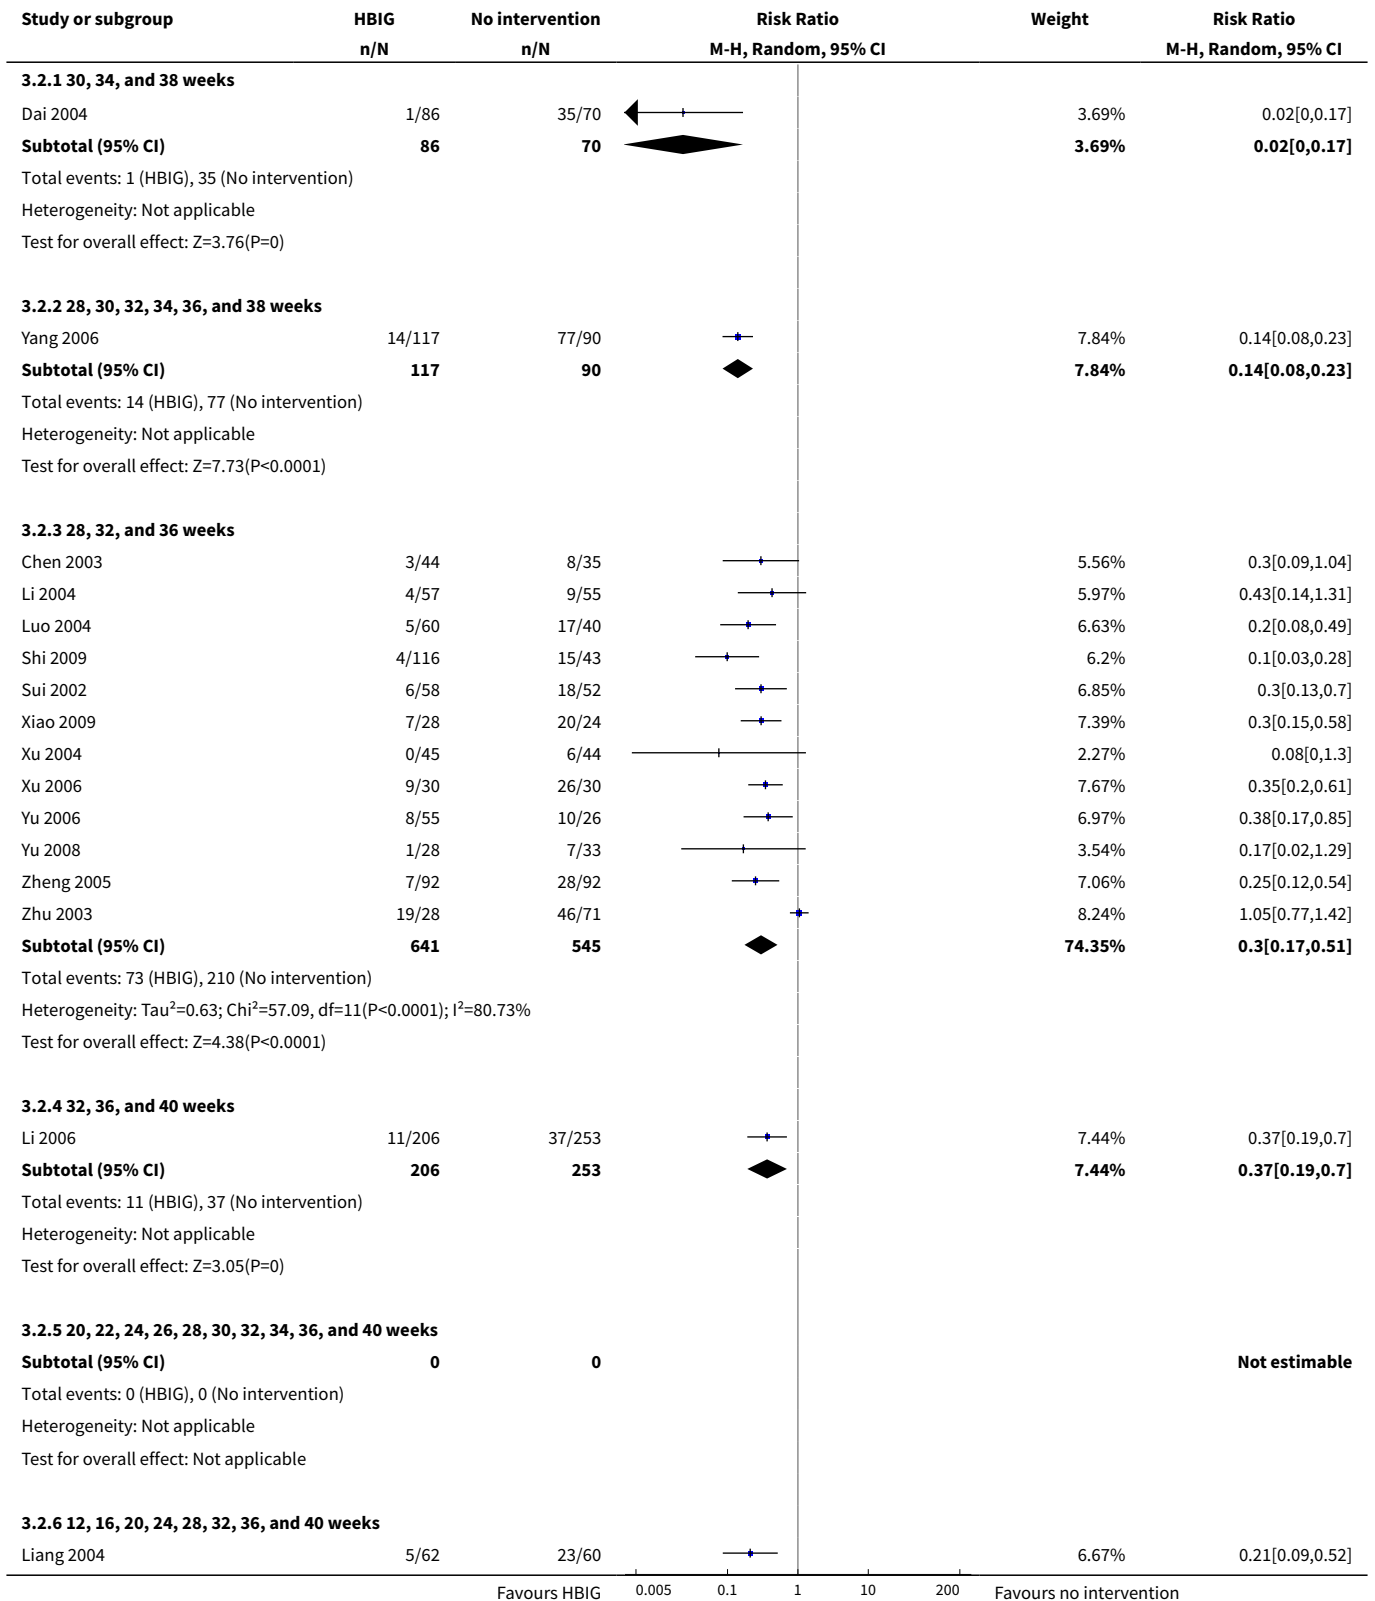 Study or subgroup HBIG No intervention Risk Ratio Weight Risk Ratio
n/N n/N M-H, Random, 95% CI M-H, Random, 95% CI
3.2.1 30, 34, and 38 weeks
Dai 2004 1/86 35/70 3.69% 0.02[0,0.17]
Subtotal (95% CI) 86 70 3.69% 0.02[0,0.17]
Total events: 1 (HBIG), 35 (No intervention)
Heterogeneity: Not applicable
Test for overall effect: Z=3.76(P=0)
3.2.2 28, 30, 32, 34, 36, and 38 weeks
Yang 2006 14/117 77/90 7.84% 0.14[0.08,0.23]
Subtotal (95% CI) 117 90 7.84% 0.14[0.08,0.23]
Total events: 14 (HBIG), 77 (No intervention)
Heterogeneity: Not applicable
Test for overall effect: Z=7.73(P<0.0001)
3.2.3 28, 32, and 36 weeks
Chen 2003 3/44 8/35 5.56% 0.3[0.09,1.04]
Li 2004 4/57 9/55 5.97% 0.43[0.14,1.31]
Luo 2004 5/60 17/40 6.63% 0.2[0.08,0.49]
Shi 2009 4/116 15/43 6.2% 0.1[0.03,0.28]
Sui 2002 6/58 18/52 6.85% 0.3[0.13,0.7]
Xiao 2009 7/28 20/24 7.39% 0.3[0.15,0.58]
Xu 2004 0/45 6/44 2.27% 0.08[0,1.3]
Xu 2006 9/30 26/30 7.67% 0.35[0.2,0.61]
Yu 2006 8/55 10/26 6.97% 0.38[0.17,0.85]
Yu 2008 1/28 7/33 3.54% 0.17[0.02,1.29]
Zheng 2005 7/92 28/92 7.06% 0.25[0.12,0.54]
Zhu 2003 19/28 46/71 8.24% 1.05[0.77,1.42]
Subtotal (95% CI) 641 545 74.35% 0.3[0.17,0.51]
Total events: 73 (HBIG), 210 (No intervention)
Heterogeneity: Tau²=0.63; Chi²=57.09, df=11(P<0.0001); I²=80.73%
Test for overall effect: Z=4.38(P<0.0001)
3.2.4 32, 36, and 40 weeks
Li 2006 11/206 37/253 7.44% 0.37[0.19,0.7]
Subtotal (95% CI) 206 253 7.44% 0.37[0.19,0.7]
Total events: 11 (HBIG), 37 (No intervention)
Heterogeneity: Not applicable
Test for overall effect: Z=3.05(P=0)
3.2.5 20, 22, 24, 26, 28, 30, 32, 34, 36, and 40 weeks
Subtotal (95% CI) 0 0 Not estimable
Total events: 0 (HBIG), 0 (No intervention)
Heterogeneity: Not applicable
Test for overall effect: Not applicable
3.2.6 12, 16, 20, 24, 28, 32, 36, and 40 weeks
Liang 2004 5/62 23/60 6.67% 0.21[0.09,0.52]
Favours HBIG 0.005 0.1 1 10 200 Favours no intervention